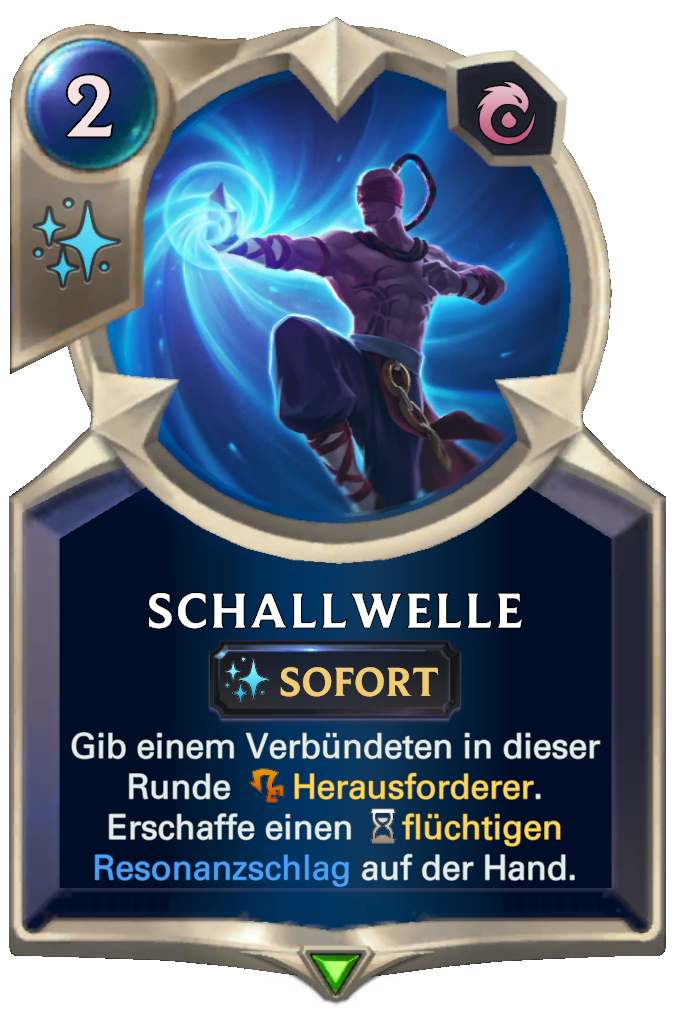 2
SCHALLWELLE
SOFORT
Gib einem Verbündeten in dieser
Runde Herausforderer.
Erschaffe einen flüchtigen
Resonanzschlag auf der Hand.